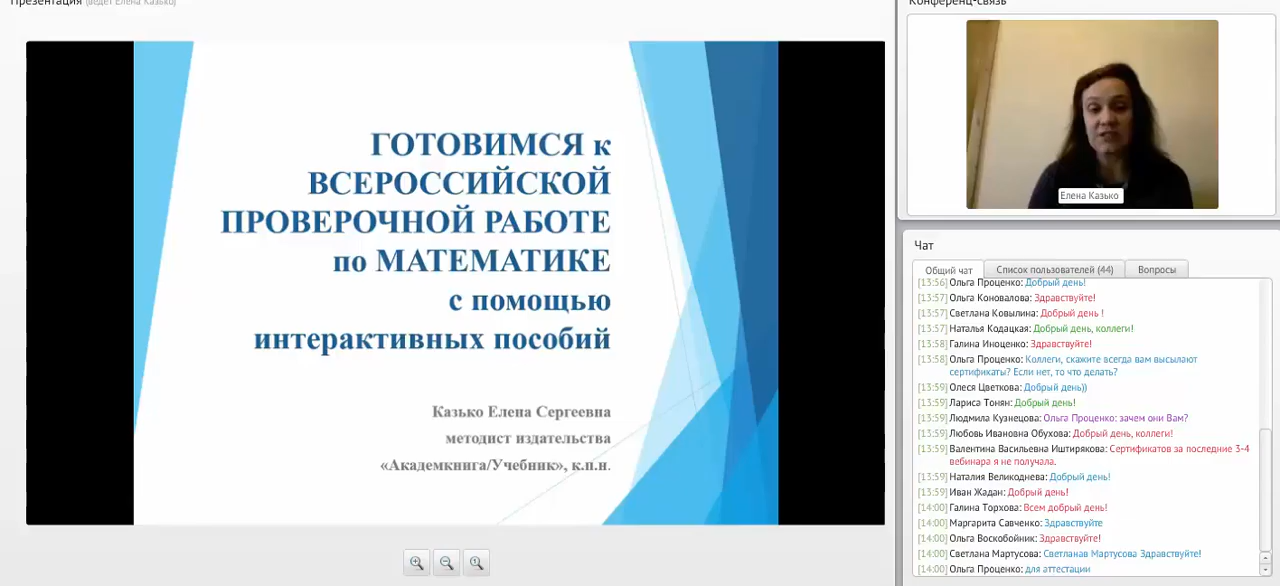 Презентация (ведет Елена Казько)
ГОТОВИМСЯ к
ВСЕРОССИЙСКОЙ
ПРОВЕРОЧНОЙ РАБОТЕ
по МАТЕМАТИКЕ
с помощью
интерактивных пособий
Казько Елена Сергеевна
методист издательства
«Академкнига/Учебник», к.п.н.
Конференц-связь
Елена Казько
Чат
Общий чат
Список пользователей (44)
Вопросы
[13:56] Ольга Проценко: Добрый день!
[13:57] Ольга Коновалова: Здравствуйте!
[13:57] Светлана Ковылина: Добрый день !
[13:57] Наталья Кодацкая: Добрый день, коллеги!
[13:58] Галина Иноценко: Здравствуйте!
[13:58] Ольга Проценко: Коллеги, скажите всегда вам высылают
сертификаты? Если нет, то что делать?
[13:59] Олеся Цветкова: Добрый день))
[13:59] Лариса Тонян: Добрый день!
[13:59] Людмила Кузнецова: Ольга Проценко: зачем они Вам?
[13:59] Любовь Ивановна Обухова: Добрый день, коллеги!
[13:59] Валентина Васильевна Иштирякова: Сертификатов за последние 3-4
вебинара я не получала.
[13:59] Наталия Великоднева: Добрый день!
[13:59] Иван Жадан: Добрый день!
[14:00] Галина Торхова: Всем добрый день!
[14:00] Маргарита Савченко: Здравствуйте
[14:00] Ольга Воскобойник: Здравствуйте!
[14:00] Светлана Мартусова: Светланав Мартусова Здравствуйте!
[14:00] Ольга Проценко: для аттестации